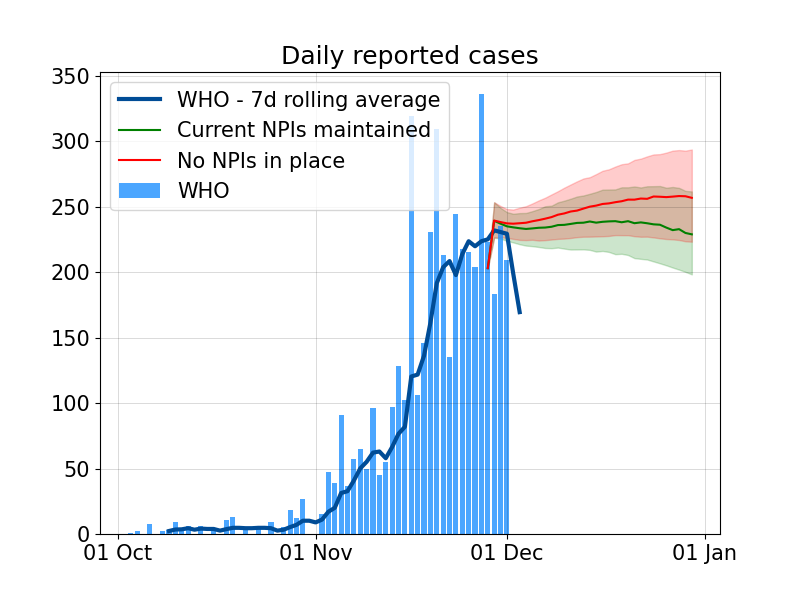 Daily reported cases
350
300
250
200
150
100
50
0
WHO - 7d rolling average
Current NPIs maintained
No NPIs in place
WHO
01 Oct
01 Nov
01 Dec
01 Jan